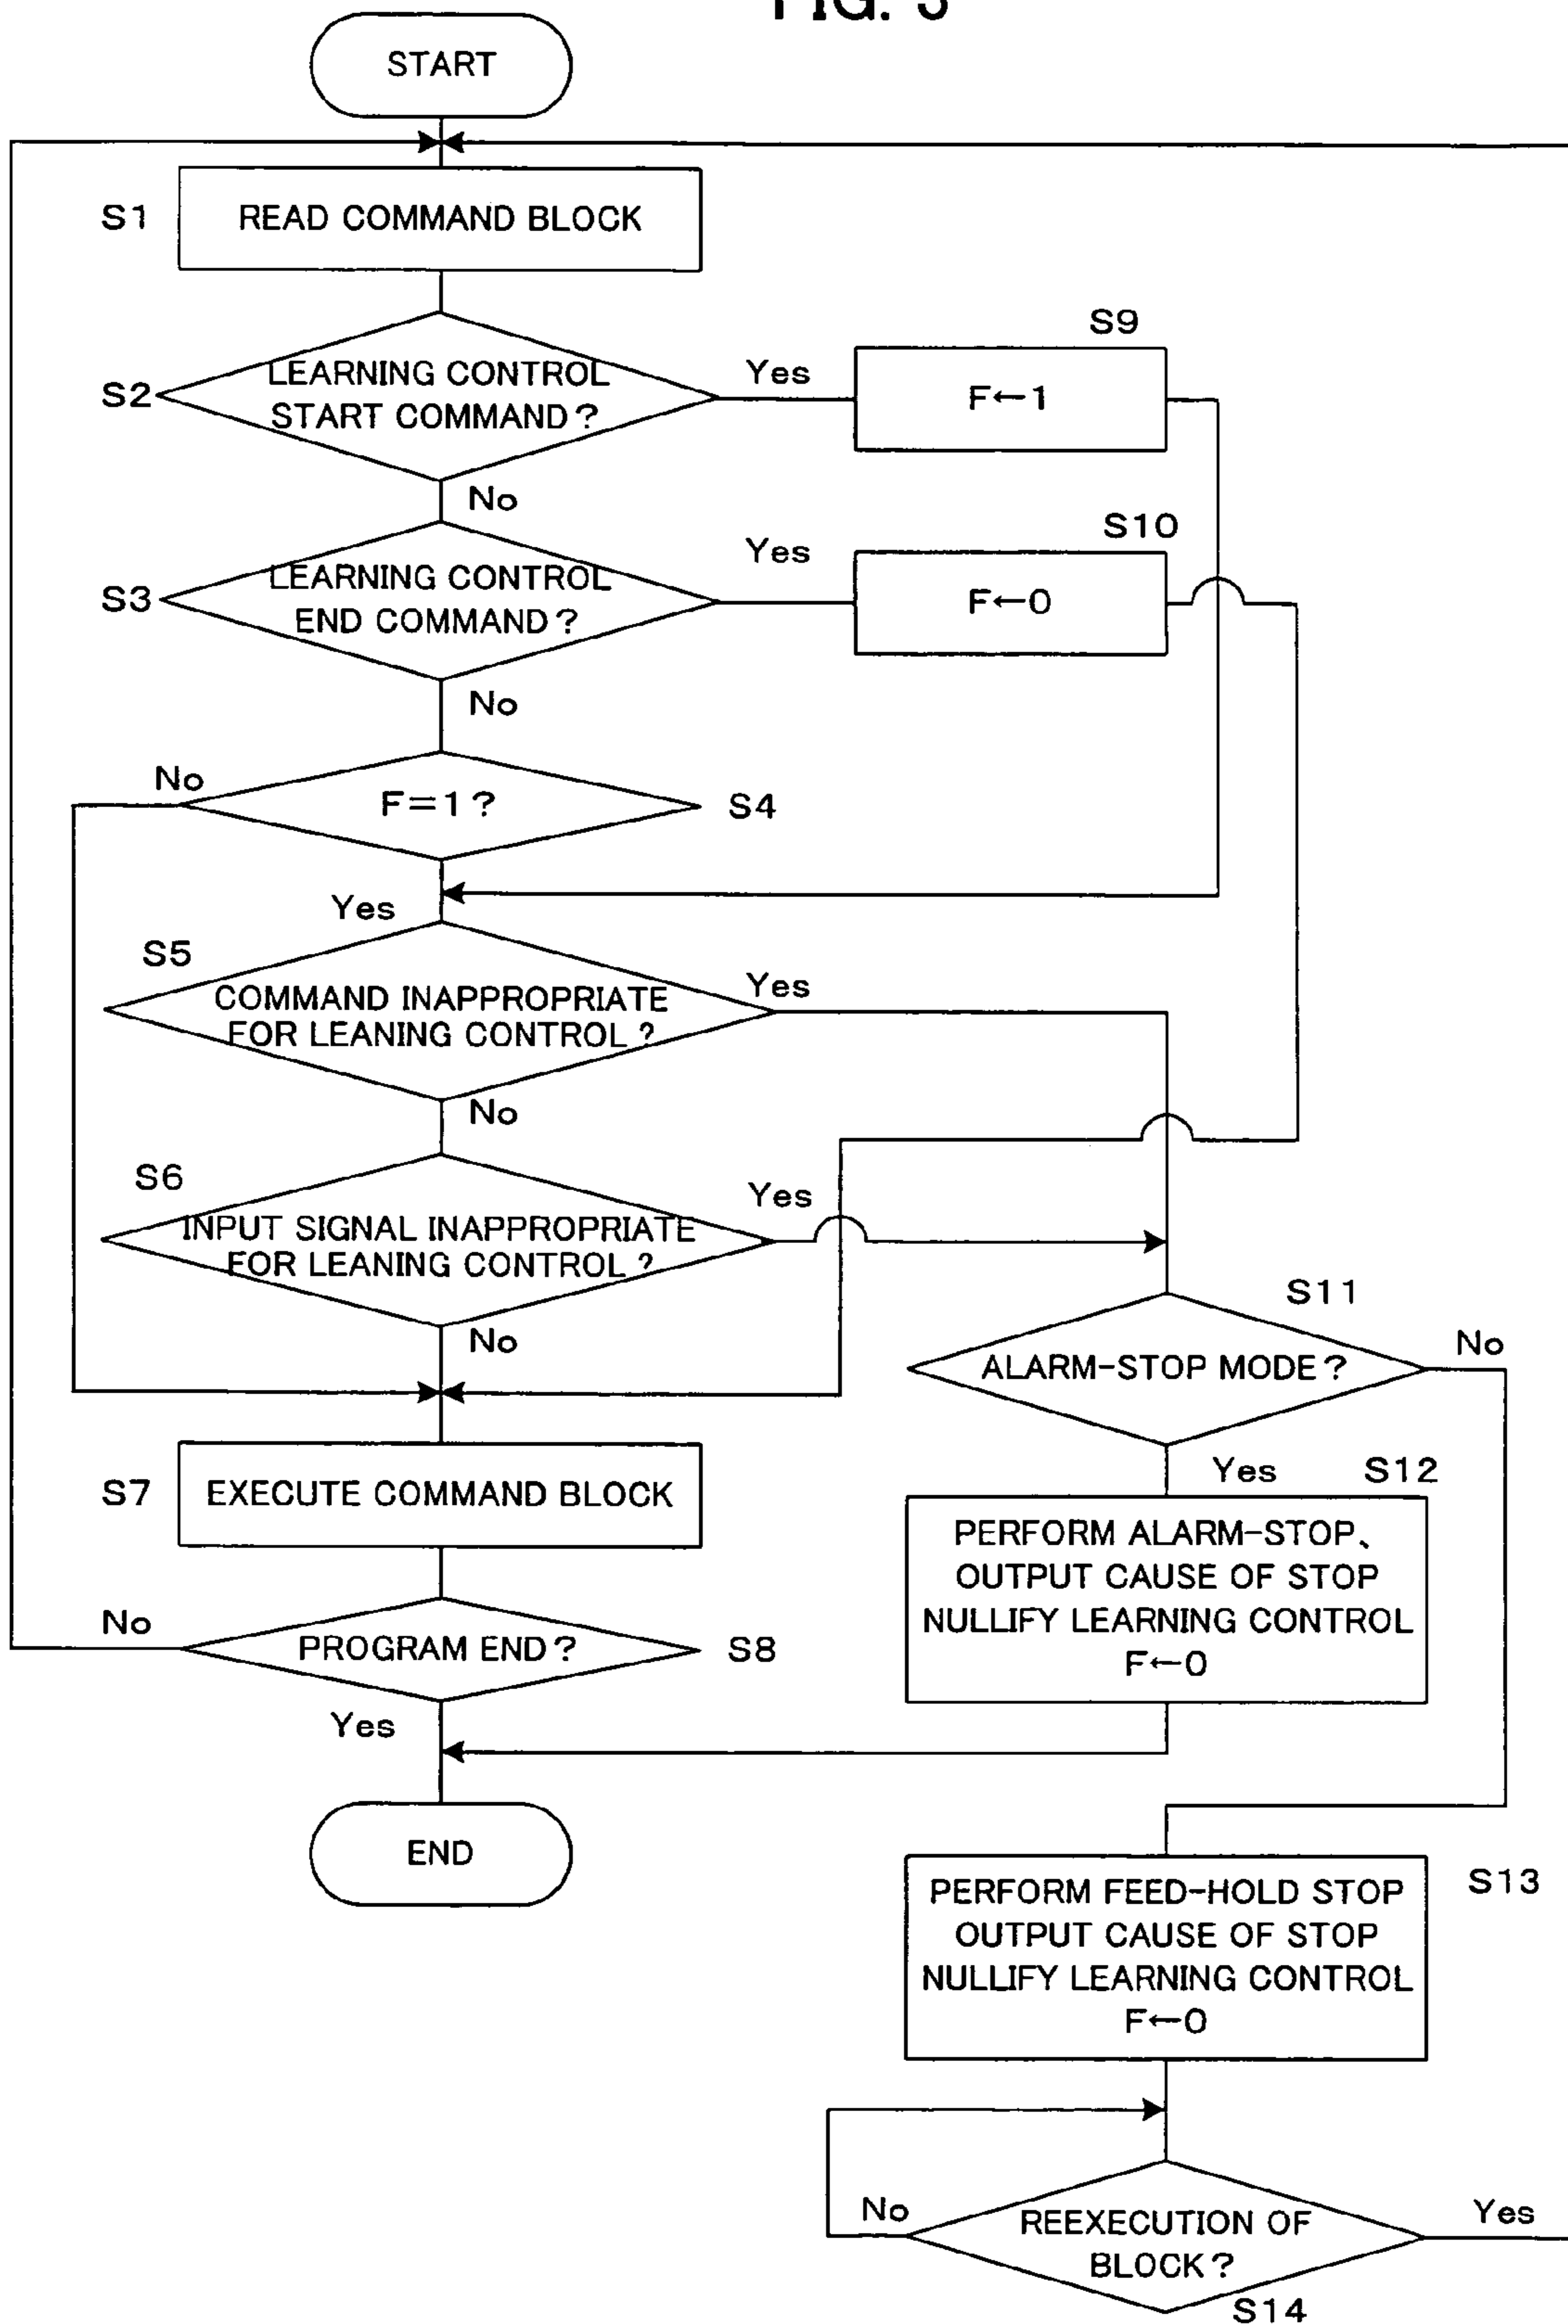 START
S1
READ COMMAND BLOCK
S2
LEARNING CONTROL
START COMMAND?
Yes
S9
F←1
No
S3
LEARNING CONTROL
END COMMAND?
Yes
S10
F←0
No
F=1?
S4
No
Yes
S5
COMMAND INAPPROPRIATE
FOR LEANING CONTROL?
Yes
No
S6
INPUT SIGNAL INAPPROPRIATE
FOR LEANING CONTROL?
Yes
No
S11
ALARM-STOP MODE?
No
Yes
S7
EXECUTE COMMAND BLOCK
S12
PERFORM ALARM-STOP、
OUTPUT CAUSE OF STOP
NULLIFY LEARNING CONTROL
F←0
No
PROGRAM END?
S8
Yes
END
S13
PERFORM FEED-HOLD STOP
OUTPUT CAUSE OF STOP
NULLIFY LEARNING CONTROL
F←0
No
REEXECUTION OF
BLOCK?
Yes
S14